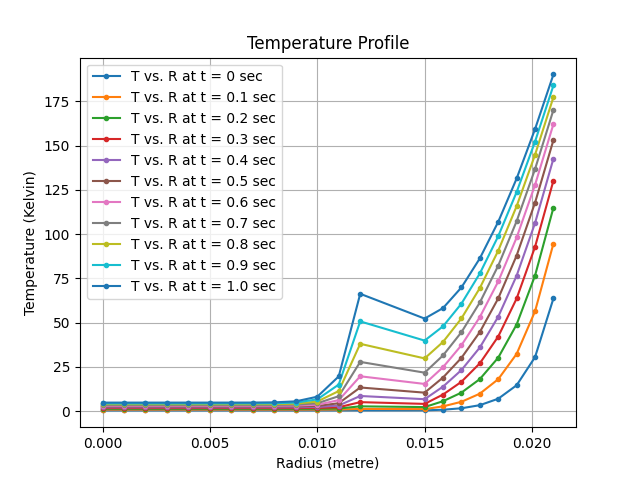 Temperature Profile
T vs. R at t = 0 sec
T vs. R at t = 0.1 sec
T vs. R at t = 0.2 sec
T vs. R at t = 0.3 sec
T vs. R at t = 0.4 sec
T vs. R at t = 0.5 sec
T vs. R at t = 0.6 sec
T vs. R at t = 0.7 sec
T vs. R at t = 0.8 sec
T vs. R at t = 0.9 sec
T vs. R at t = 1.0 sec
Temperature (Kelvin)
175
150
125
100
75
50
25
0
0.000 0.005 0.010 0.015 0.020
Radius (metre)